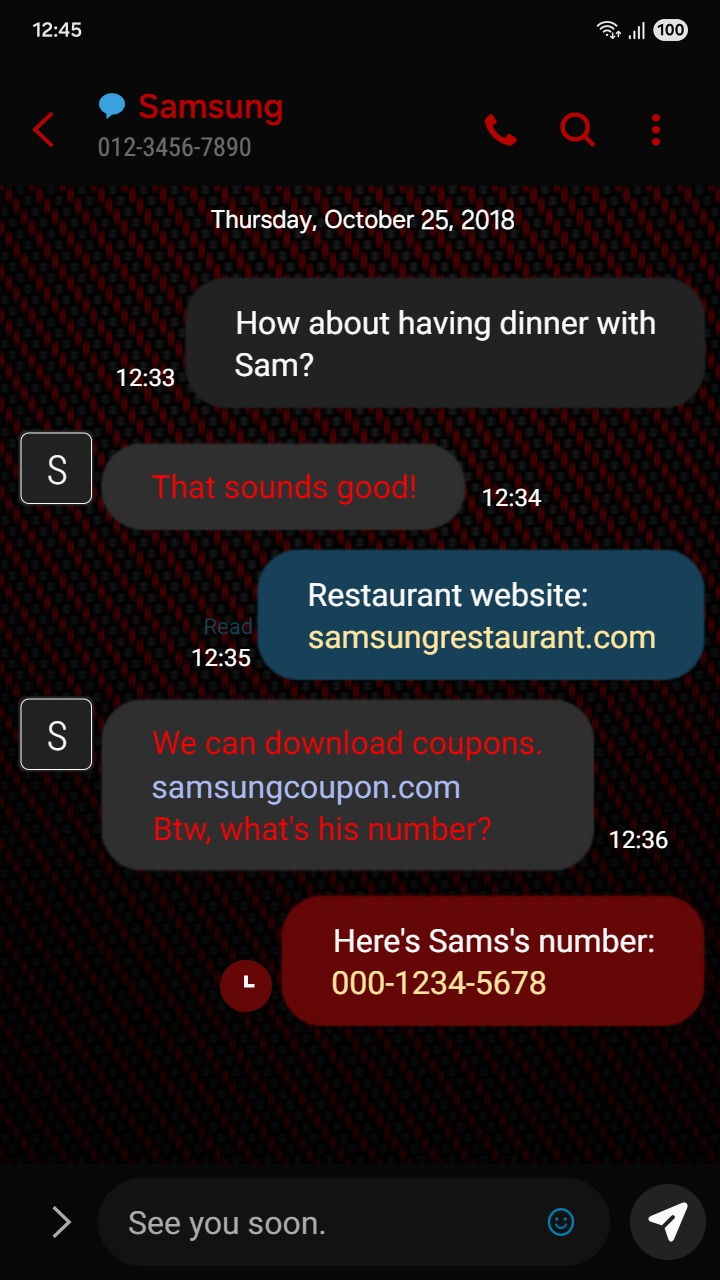 12:45
100
Samsung
012-3456-7890
Thursday, October 25, 2018
How about having dinner with
Sam?
12:33
S
That sounds good!
12:34
Restaurant website:
samsungrestaurant.com
Read
12:35
S
We can download coupons.
samsungcoupon.com
Btw, what's his number?
12:36
Here's Sams's number:
000-1234-5678
See you soon.